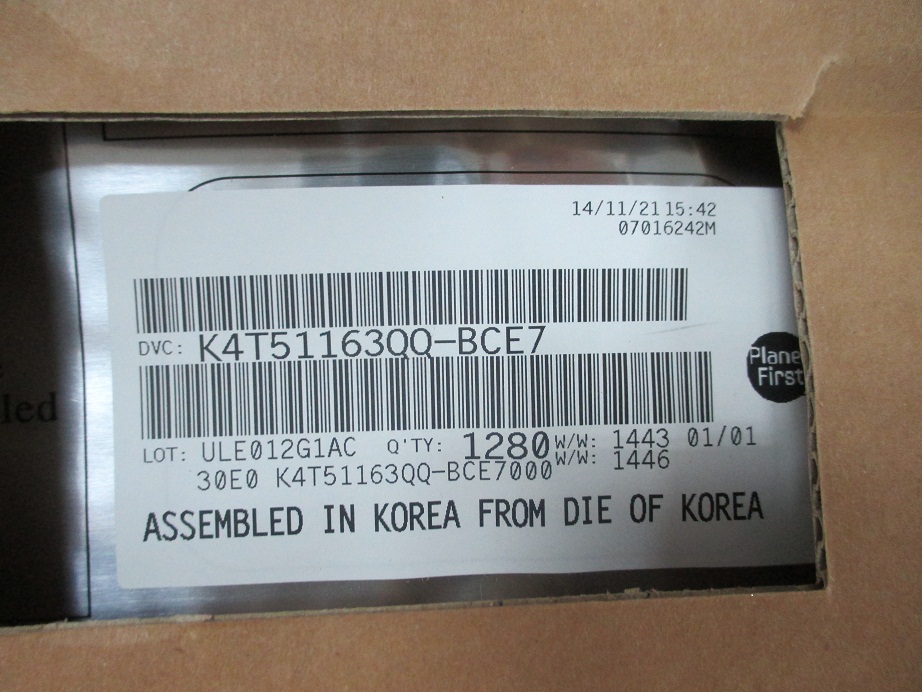 14/11/21 15:42
07016242M
DVC: K4T51163QQ-BCE7
Plane
First
led
LOT: ULE012G1AC Q'TY: 1280 W/W: 1443 01/01
W/W: 1446
30E0 K4T51163QQ-BCE7000
ASSEMBLED IN KOREA FROM DIE OF KOREA